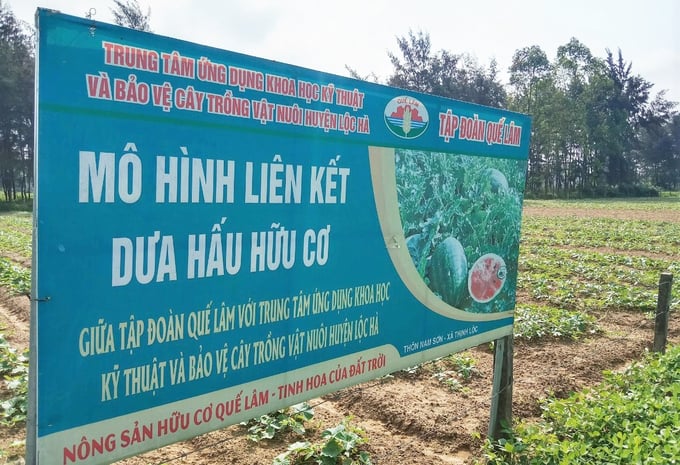 TRUNG TÂM ỨNG DỤNG KHOA HỌC KỸ THUẬT
VÀ BẢO VỆ CÂY TRỒNG VẬT NUÔI HUYỆN LỘC HÀ
QUẾ LÂM
TẬP ĐOÀN QUẾ LÂM
MÔ HÌNH LIÊN KẾT
DƯA HẤU HỮU CƠ
GIỮA TẬP ĐOÀN QUẾ LÂM VỚI TRUNG TÂM ỨNG DỤNG KHOA HỌC
KỸ THUẬT VÀ BẢO VỆ CÂY TRỒNG VẬT NUÔI HUYỆN LỘC HÀ
THÔN NAM SƠN - XÃ THỊNH LỘC
NÔNG SẢN HỮU CƠ QUẾ LÂM - TINH HOA CỦA ĐẤT TRỜI